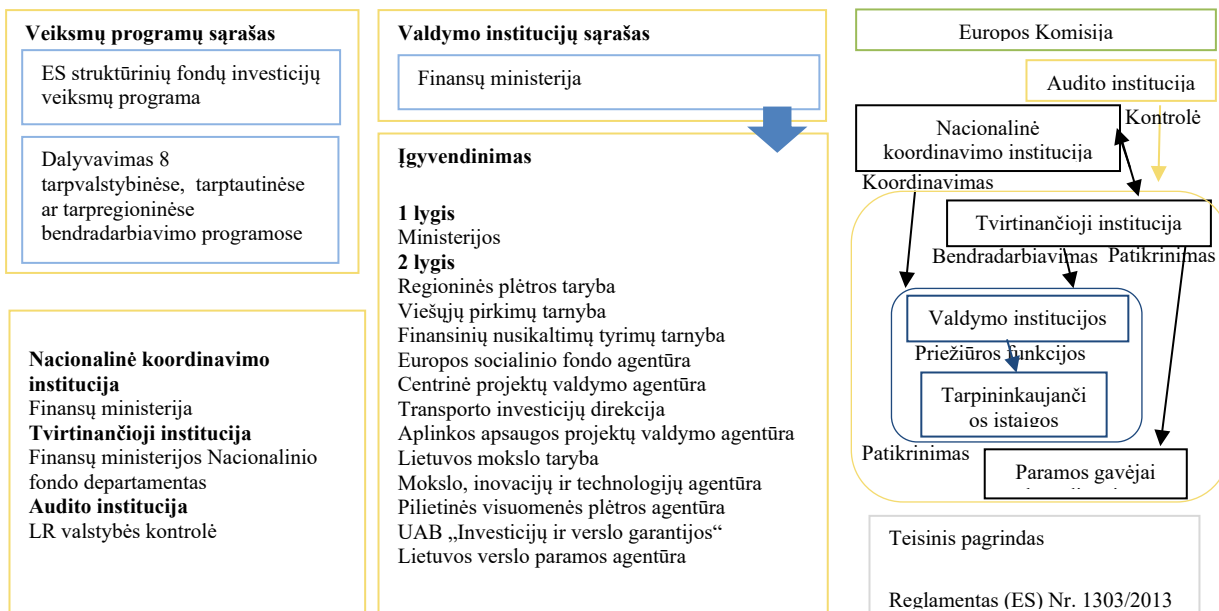 Veiksmų programų sąrašas
ES struktūrinių fondų investicijų
veiksmų programa
Dalyvavimas 8
tarpvalstybinėse, tarptautinėse
ar tarpregioninėse
bendradarbiavimo programose
Nacionalinė koordinavimo
institucija
Finansų ministerija
Tvirtinančioji institucija
Finansų ministerijos Nacionalinio
fondo departamentas
Audito institucija
LR valstybės kontrolė
Valdymo institucijų sąrašas
Finansų ministerija
Įgyvendinimas
1 lygis
Ministerijos
2 lygis
Regioninės plėtros taryba
Viešųjų pirkimų tarnyba
Finansinių nusikaltimų tyrimų tarnyba
Europos socialinio fondo agentūra
Centrinė projektų valdymo agentūra
Transporto investicijų direkcija
Aplinkos apsaugos projektų valdymo agentūra
Lietuvos mokslo taryba
Mokslo, inovacijų ir technologijų agentūra
Pilietinės visuomenės plėtros agentūra
UAB „Investicijų ir verslo garantijos“
Lietuvos verslo paramos agentūra
Europos Komisija
Audito institucija
Kontrolė
Nacionalinė
koordinavimo institucija
Koordinavimas
Tvirtinančioji institucija
Bendradarbiavimas
Patikrinimas
Valdymo institucijos
Priežiūros funkcijos
Tarpininkaujanči
os įstaigos
Patikrinimas
Paramos gavėjai
Teisinis pagrindas
Reglamentas (ES) Nr. 1303/2013